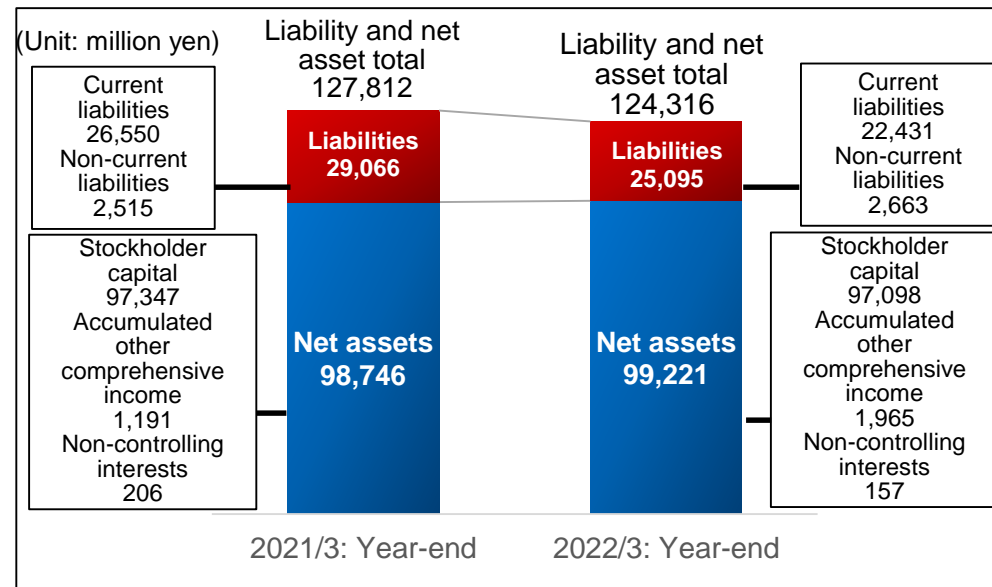 (Unit: million yen)
Liability and net
asset total
127,812
Liability and net
asset total
124,316
Current
liabilities
26,550
Non-current
liabilities
2,515
Liabilities
29,066
Liabilities
25,095
Current
liabilities
22,431
Non-current
liabilities
2,663
Stockholder
capital
97,347
Accumulated
other
comprehensive
income
1,191
Non-controlling
interests
206
Net assets
98,746
Net assets
99,221
Stockholder
capital
97,098
Accumulated
other
comprehensive
income
1,965
Non-controlling
interests
157
2021/3: Year-end
2022/3: Year-end